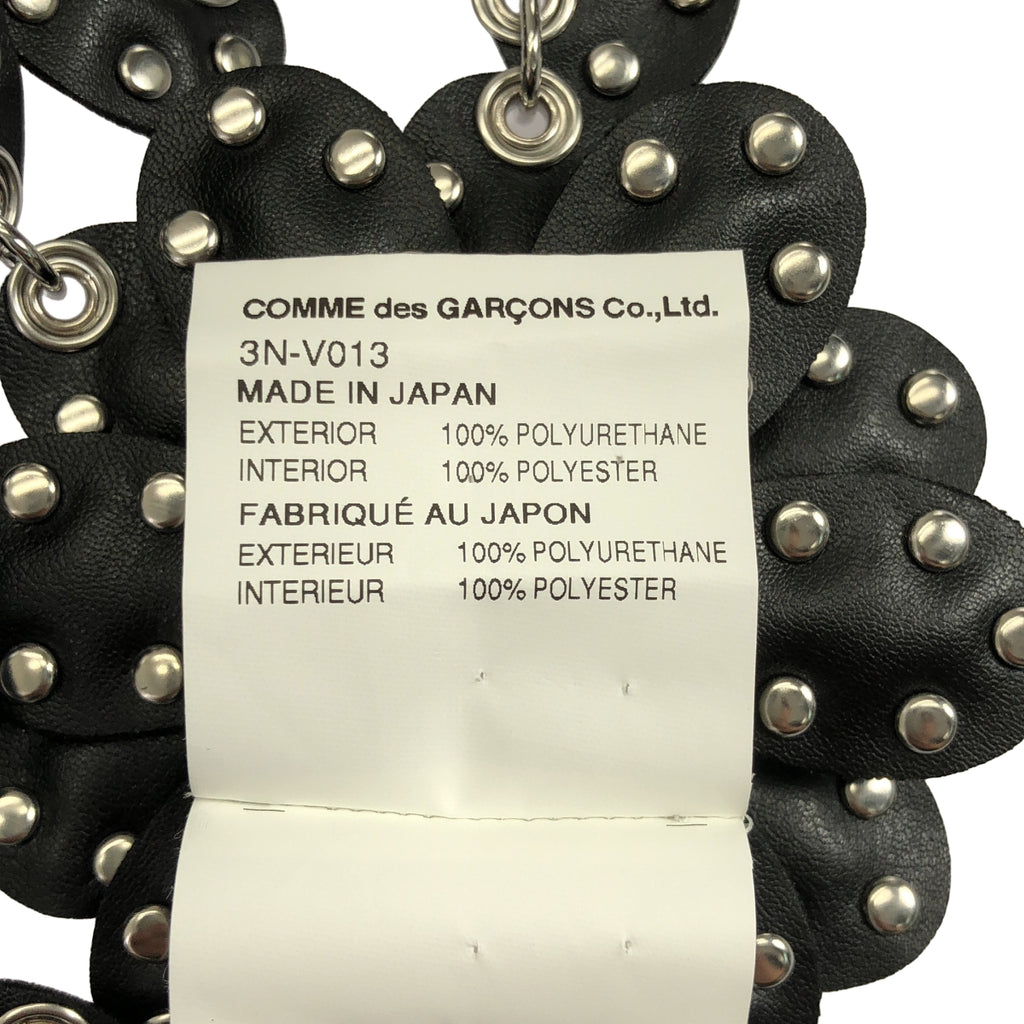 COMME des GARÇONS Co.,Ltd.
3N-V013
MADE IN JAPAN
EXTERIOR 100% POLYURETHANE
INTERIOR 100% POLYESTER
FABRIQUÉ AU JAPON
EXTERIEUR 100% POLYURETHANE
INTERIEUR 100% POLYESTER